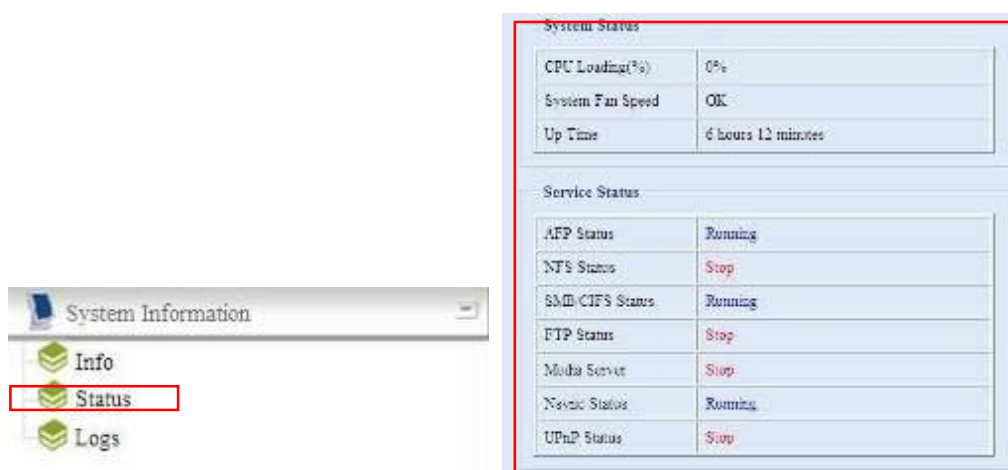 System Information
Info
Status
Logs
System Status
CPU Loading(%) 0%
System Fan Speed OK
Up Time 6 hours 12 minutes
Service Status
AFP Status Running
NFS Status Stop
SMB/CIFS Status Running
FTP Status Stop
Media Server Stop
Nsync Status Running
UPnP Status Stop